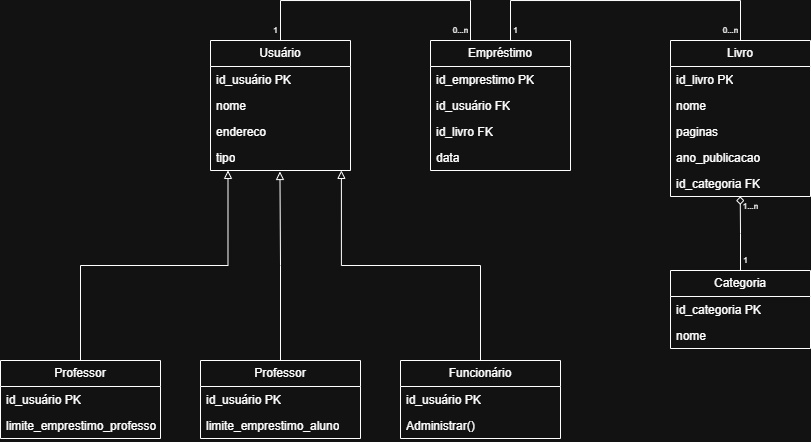 1
0...n
1
0...n
Usuário
id_usuário PK
nome
endereco
tipo
Empréstimo
id_emprestimo PK
id_usuário FK
id_livro FK
data
Livro
id_livro PK
nome
paginas
ano_publicacao
id_categoria FK
1...n
1
Categoria
id_categoria PK
nome
Professor
id_usuário PK
limite_emprestimo_professo
Professor
id_usuário PK
limite_emprestimo_aluno
Funcionário
id_usuário PK
Administrar()